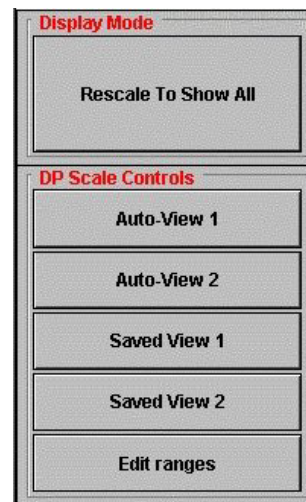 Display Mode
Rescale To Show All
DP Scale Controls
Auto-View 1
Auto-View 2
Saved View 1
Saved View 2
Edit ranges